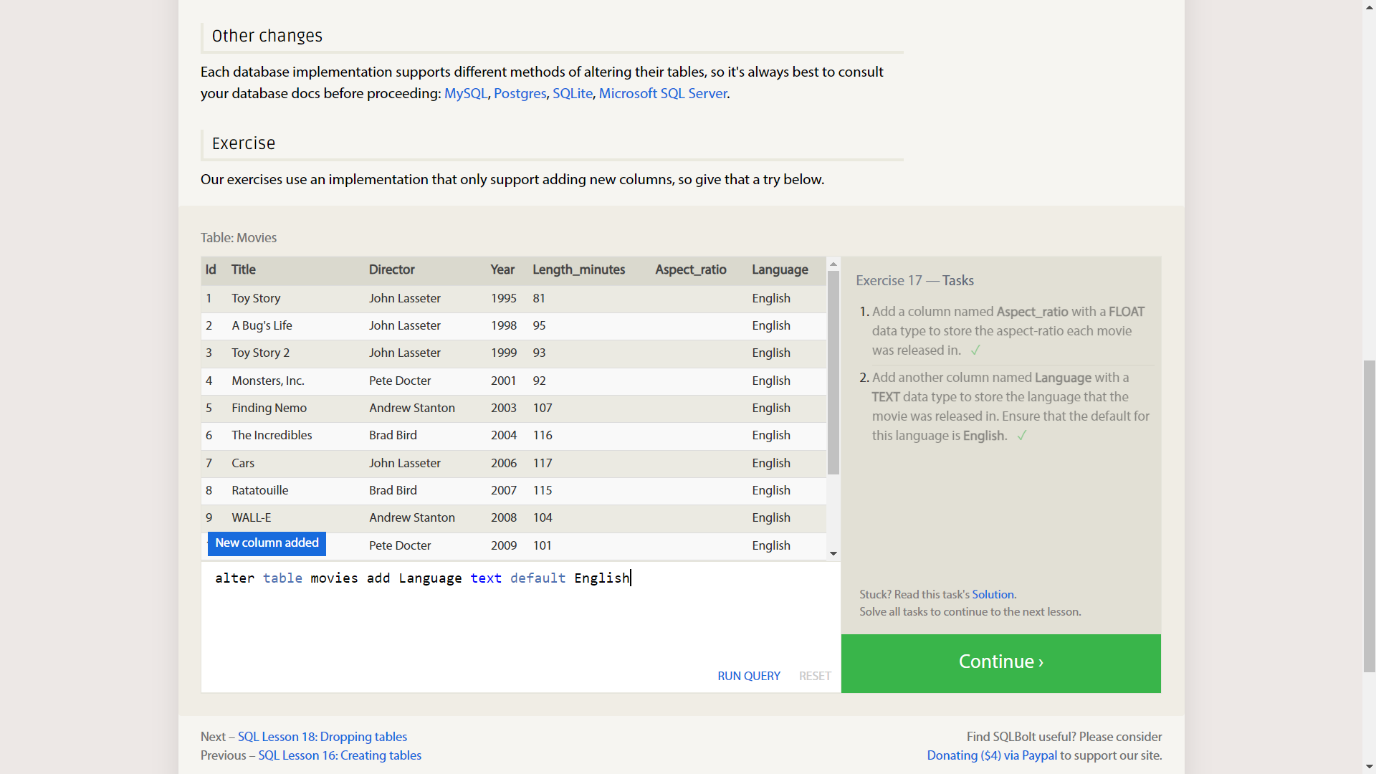 Other changes
Each database implementation supports different methods of altering their tables, so it's always best to consult
your database docs before proceeding: MySQL, Postgres, SQLite, Microsoft SQL Server.
Exercise
Our exercises use an implementation that only support adding new columns, so give that a try below.
Table: Movies
Id Title Director Year Length_minutes Aspect_ratio Language
1 Toy Story John Lasseter 1995 81 English
2 A Bug's Life John Lasseter 1998 95 English
3 Toy Story 2 John Lasseter 1999 93 English
4 Monsters, Inc. Pete Docter 2001 92 English
5 Finding Nemo Andrew Stanton 2003 107 English
6 The Incredibles Brad Bird 2004 116 English
7 Cars John Lasseter 2006 117 English
8 Ratatouille Brad Bird 2007 115 English
9 WALL-E Andrew Stanton 2008 104 English
Pete Docter 2009 101 English
New column added
alter table movies add Language text default English
RUN QUERY RESET
Exercise 17 — Tasks
1. Add a column named Aspect_ratio with a FLOAT
data type to store the aspect-ratio each movie
was released in. ✓
2. Add another column named Language with a
TEXT data type to store the language that the
movie was released in. Ensure that the default for
this language is English. ✓
Stuck? Read this task's Solution.
Solve all tasks to continue to the next lesson.
Continue ›
Next – SQL Lesson 18: Dropping tables
Previous – SQL Lesson 16: Creating tables
Find SQLBolt useful? Please consider
Donating ($4) via Paypal to support our site.